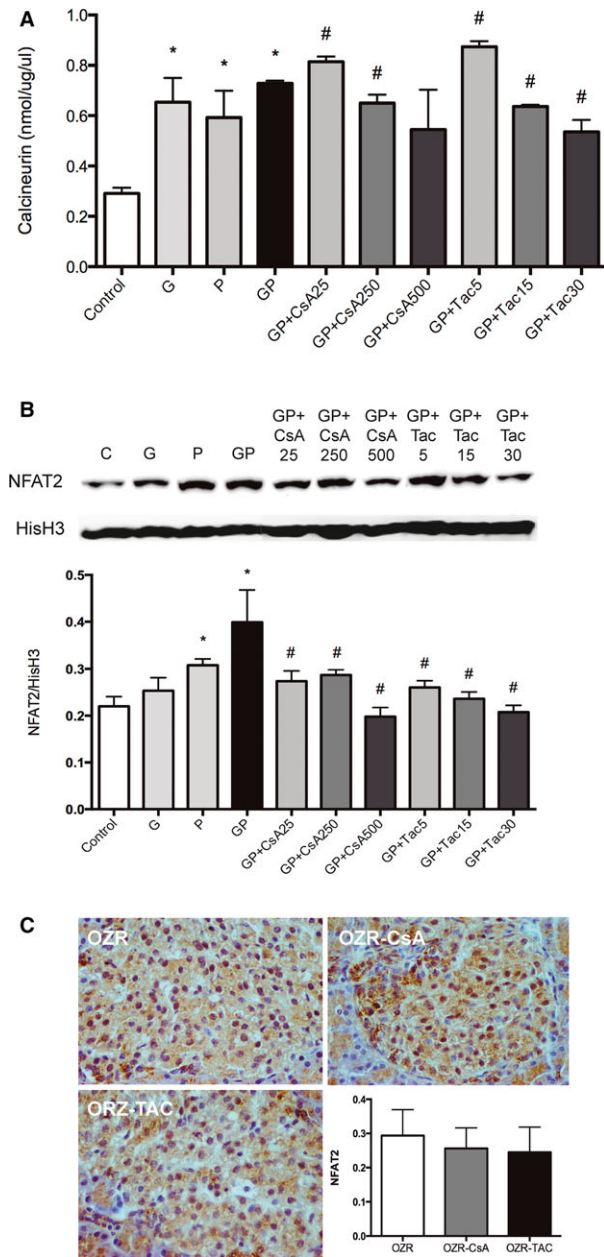 A
Calcineurin (nmol/ug/ul)
1.0
0.8
0.6
0.4
0.2
0.0
* * * # # # # #
Control G P GP GP+CsA25 GP+CsA250 GP+CsA500 GP+Tac5 GP+Tac15 GP+Tac30
B
C G P GP GP+ CsA 25 GP+ CsA 250 GP+ CsA 500 GP+ Tac 5 GP+ Tac 15 GP+ Tac 30
NFAT2
HisH3
NFAT2/HisH3
0.5
0.4
0.3
0.2
0.1
0.0
* * # # # # # #
Control G P GP GP+CsA25 GP+CsA250 GP+CsA500 GP+Tac5 GP+Tac15 GP+Tac30
C
OZR
OZR-CsA
ORZ-TAC
NFAT2
0.4
0.3
0.2
0.1
0.0
OZR OZR-CsA OZR-TAC